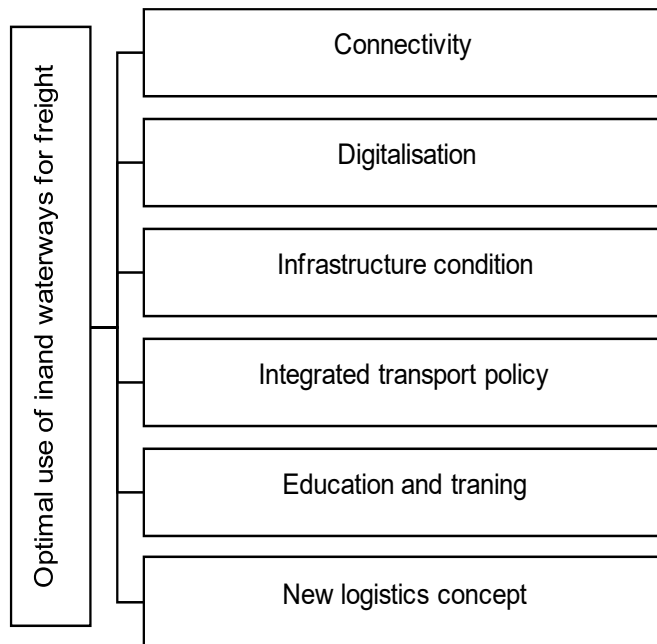 Optimal use of inand waterways for freight
Connectivity
Digitalisation
Infrastructure condition
Integrated transport policy
Education and traning
New logistics concept